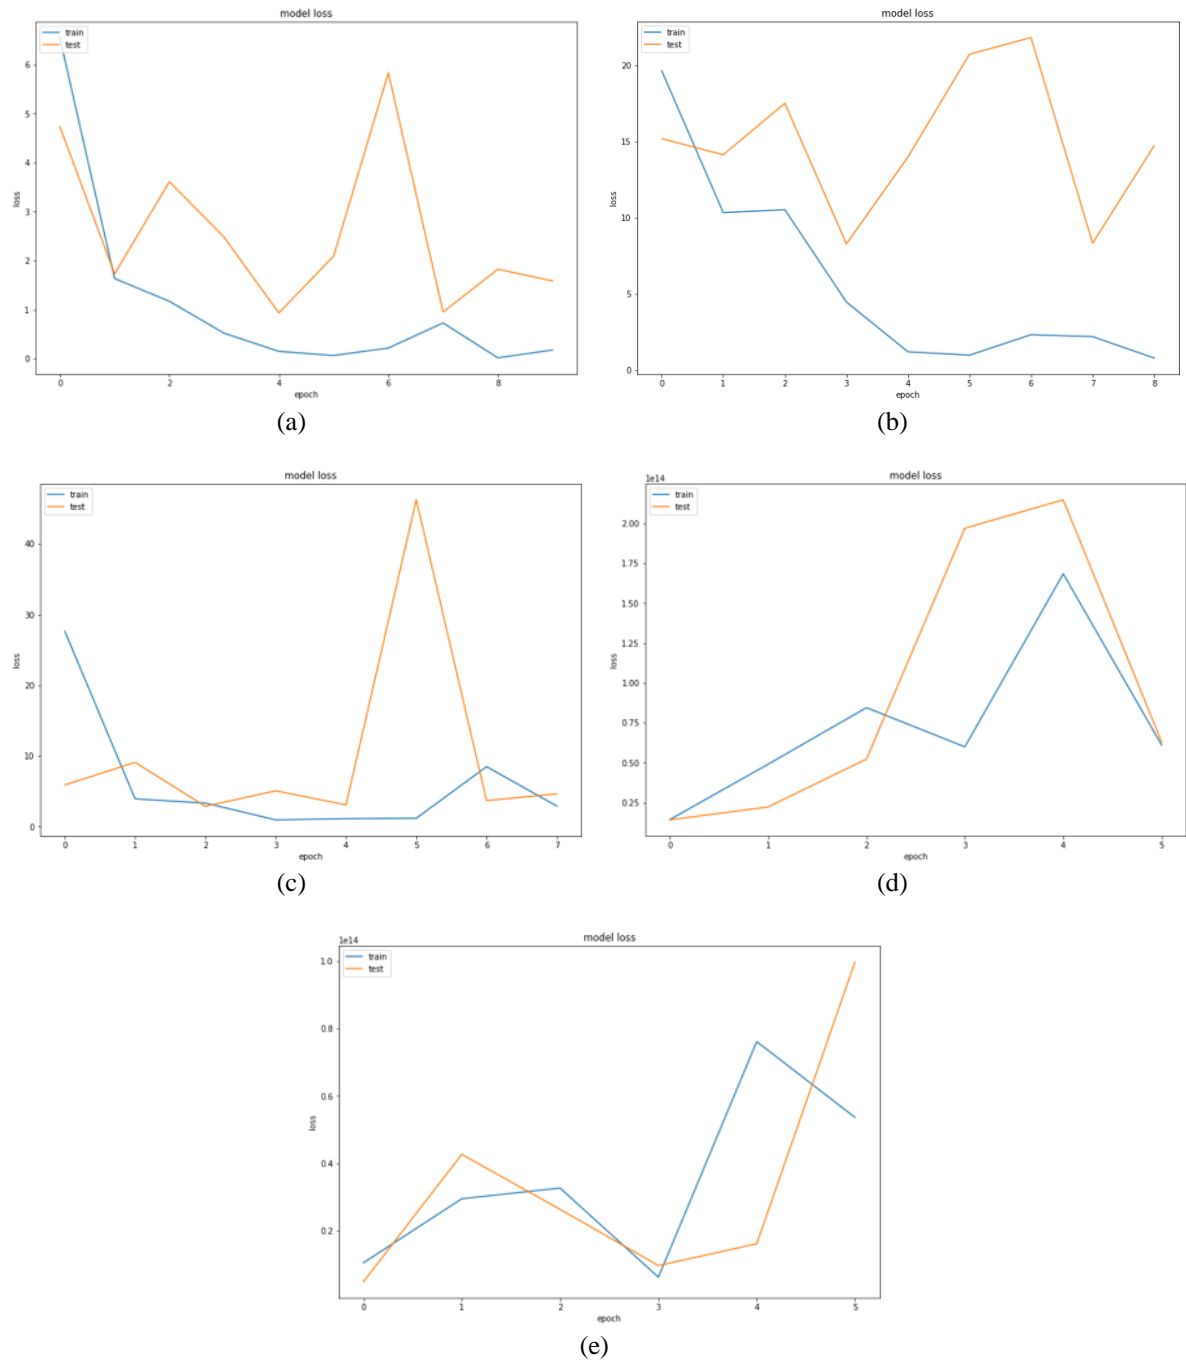 model loss
train
test
6
5
4
3
2
1
0
loss
0 2 4 6 8
epoch
(a)
model loss
train
test
20
15
10
5
0
loss
0 1 2 3 4 5 6 7 8
epoch
(b)
model loss
train
test
40
30
20
10
0
loss
0 1 2 3 4 5 6 7
epoch
(c)
model loss
1e14
train
test
2.00
1.75
1.50
1.25
1.00
0.75
0.50
0.25
loss
0 1 2 3 4 5
epoch
(d)
model loss
1e14
train
test
1.0
0.8
0.6
0.4
0.2
loss
0 1 2 3 4 5
epoch
(e)